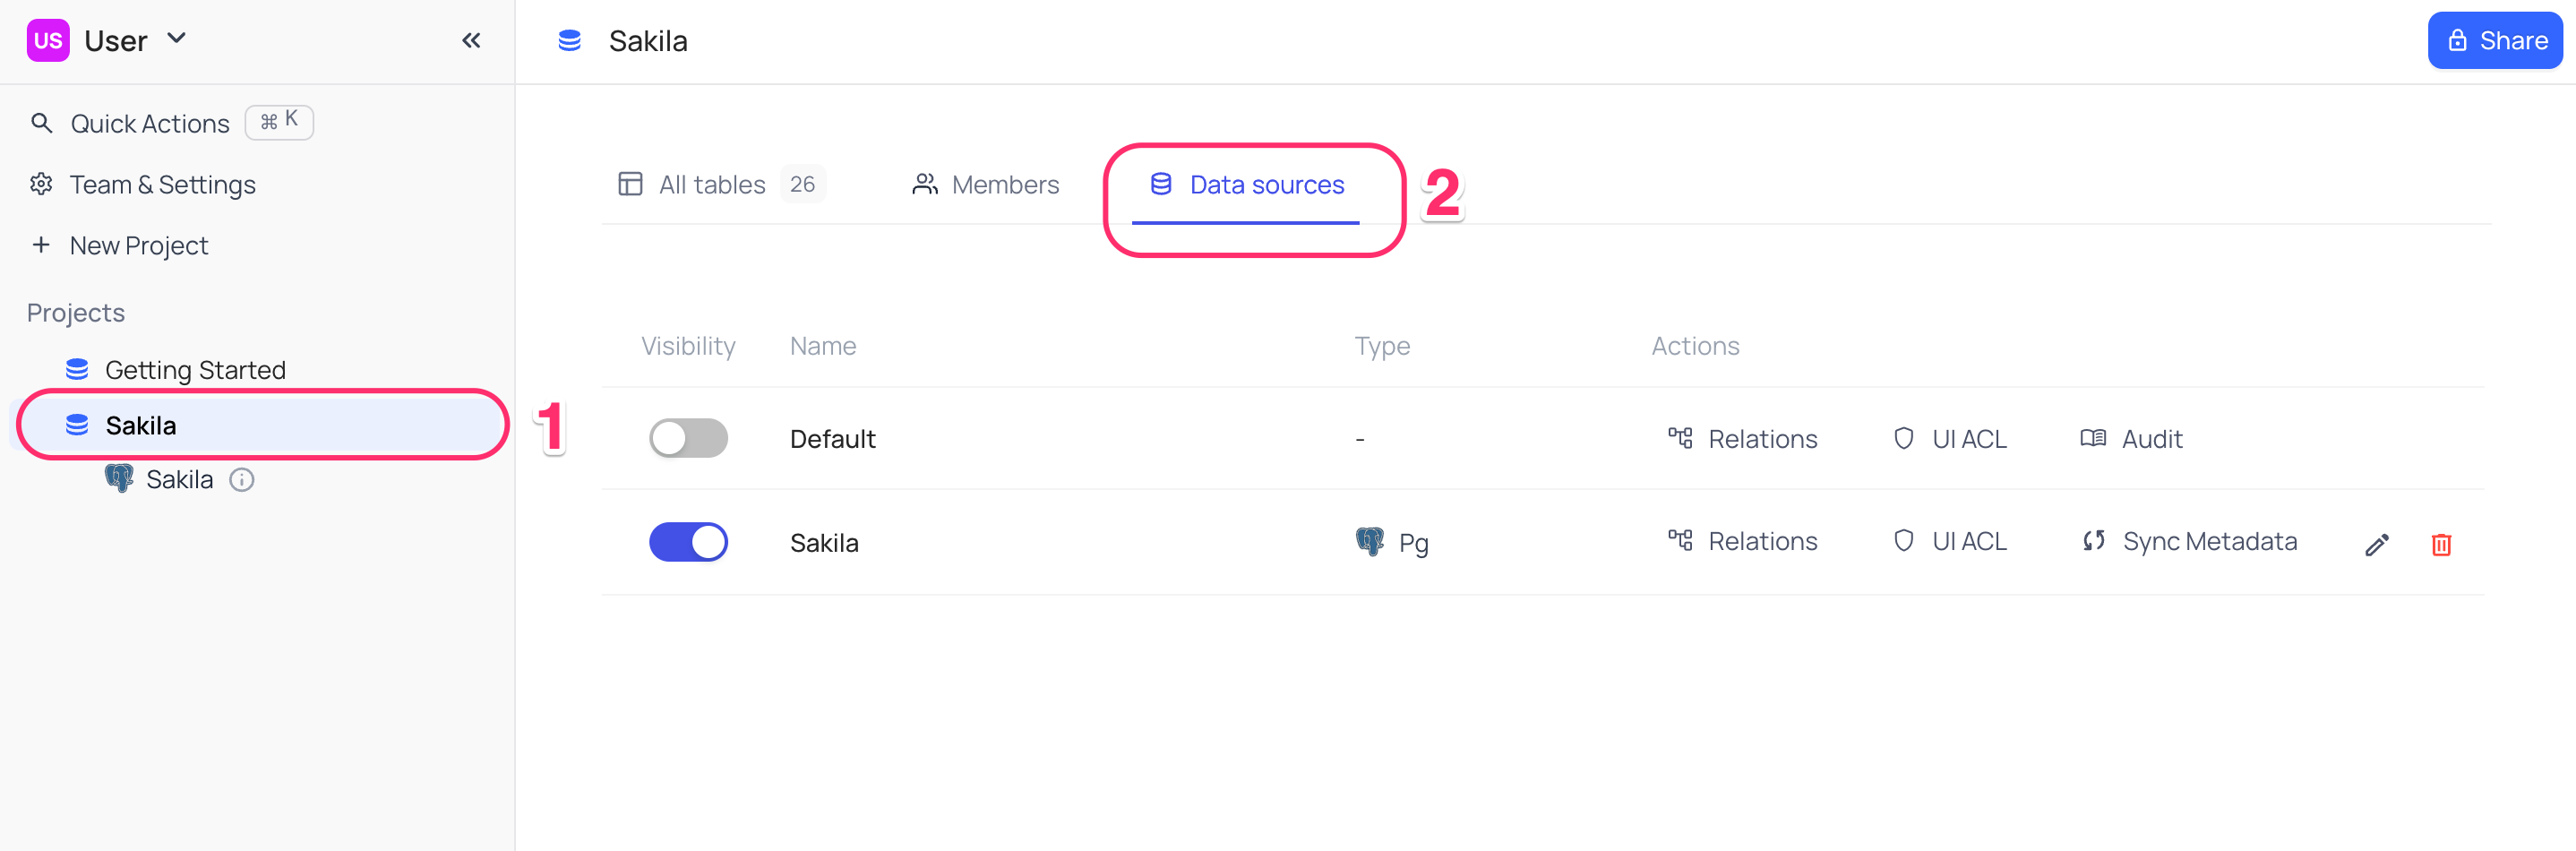 US User
Sakila
Share
Quick Actions ⌘ K
Team & Settings
New Project
Projects
Getting Started
Sakila
1
Sakila
All tables 26
Members
Data sources
2
Visibility Name Type Actions
Default - Relations UI ACL Audit
Sakila Pg Relations UI ACL Sync Metadata